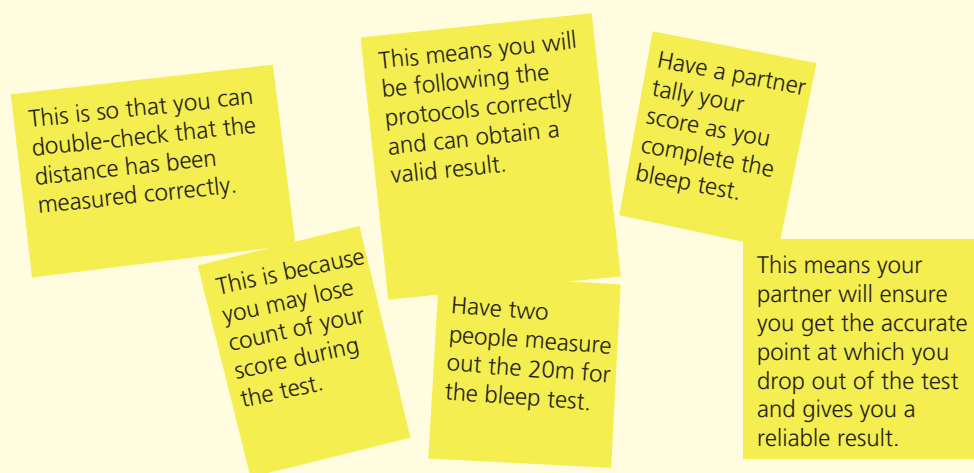 This is so that you can
double-check that the
distance has been
measured correctly.
This means you will
be following the
protocols correctly
and can obtain a
valid result.
Have a partner
tally your
score as you
complete the
bleep test.
This is because
you may lose
count of your
score during
the test.
Have two
people measure
out the 20m for
the bleep test.
This means your
partner will ensure
you get the accurate
point at which you
drop out of the test
and gives you a
reliable result.